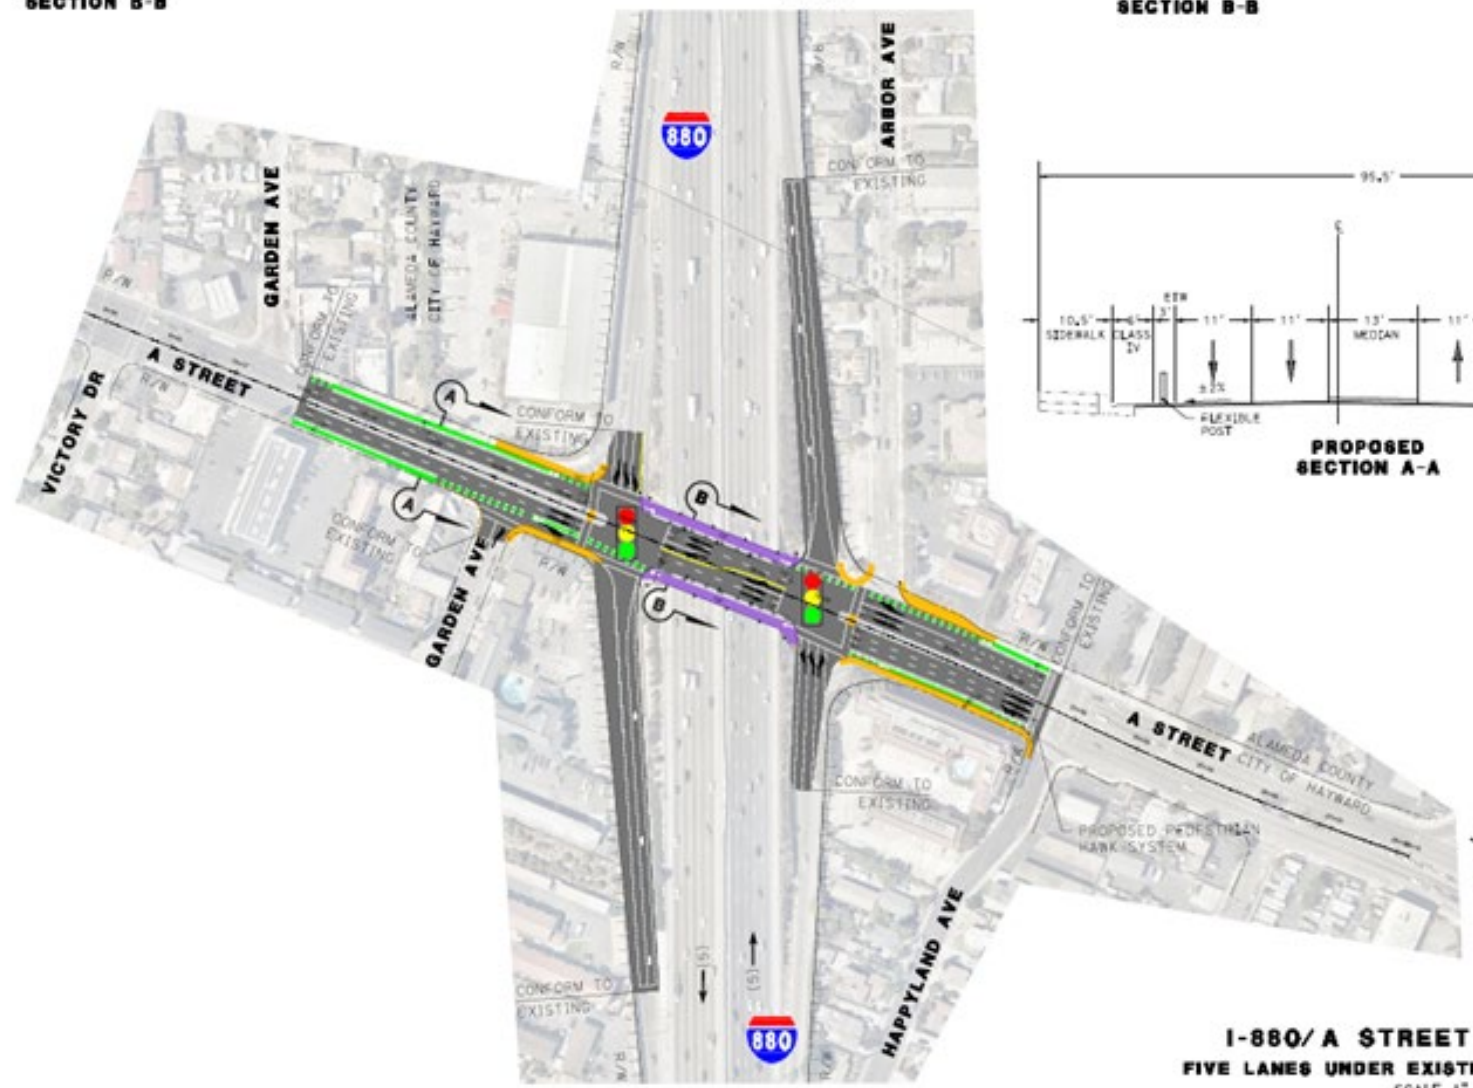 SECTION B-B
SECTION B-B
R/W
R/W
ARBOR AVE
880
CONFORM TO
EXISTING
GARDEN AVE
ALAMEDA COUNTY
CITY OF HAYWARD
R/W
CONFORM TO
EXISTING
A STREET
R/W
VICTORY DR
A
CONFORM TO
EXISTING
A
B
CONFORM TO
EXISTING
R/W
B
GARDEN AVE
95.5'
℄
ETW
10.5'
3'
11'
11'
13'
11'
SIDEWALK
CLASS
IV
MEDIAN
±2%
FLEXIBLE
POST
PROPOSED
SECTION A-A
CONFORM TO
EXISTING
R/W
A STREET
ALAMEDA COUNTY
CITY OF HAYWARD
R/W
CONFORM TO
EXISTING
PROPOSED PEDESTRIAN
HAWK SYSTEM
HAPPYLAND AVE
CONFORM TO
EXISTING
(5)
(5)
880
R/W
R/W
I-880/A STREET
FIVE LANES UNDER